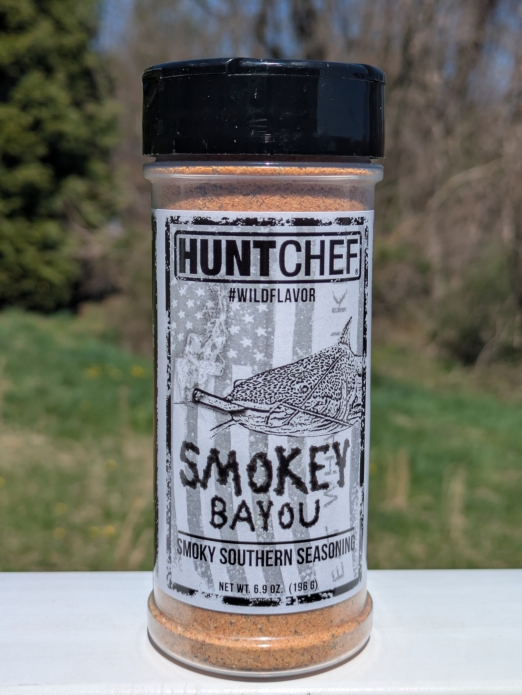 HUNTCHEF
#WILDFLAVOR
SMOKEY
BAYOU
SMOKY SOUTHERN SEASONING
NET WT. 6.9 OZ. (196 G)